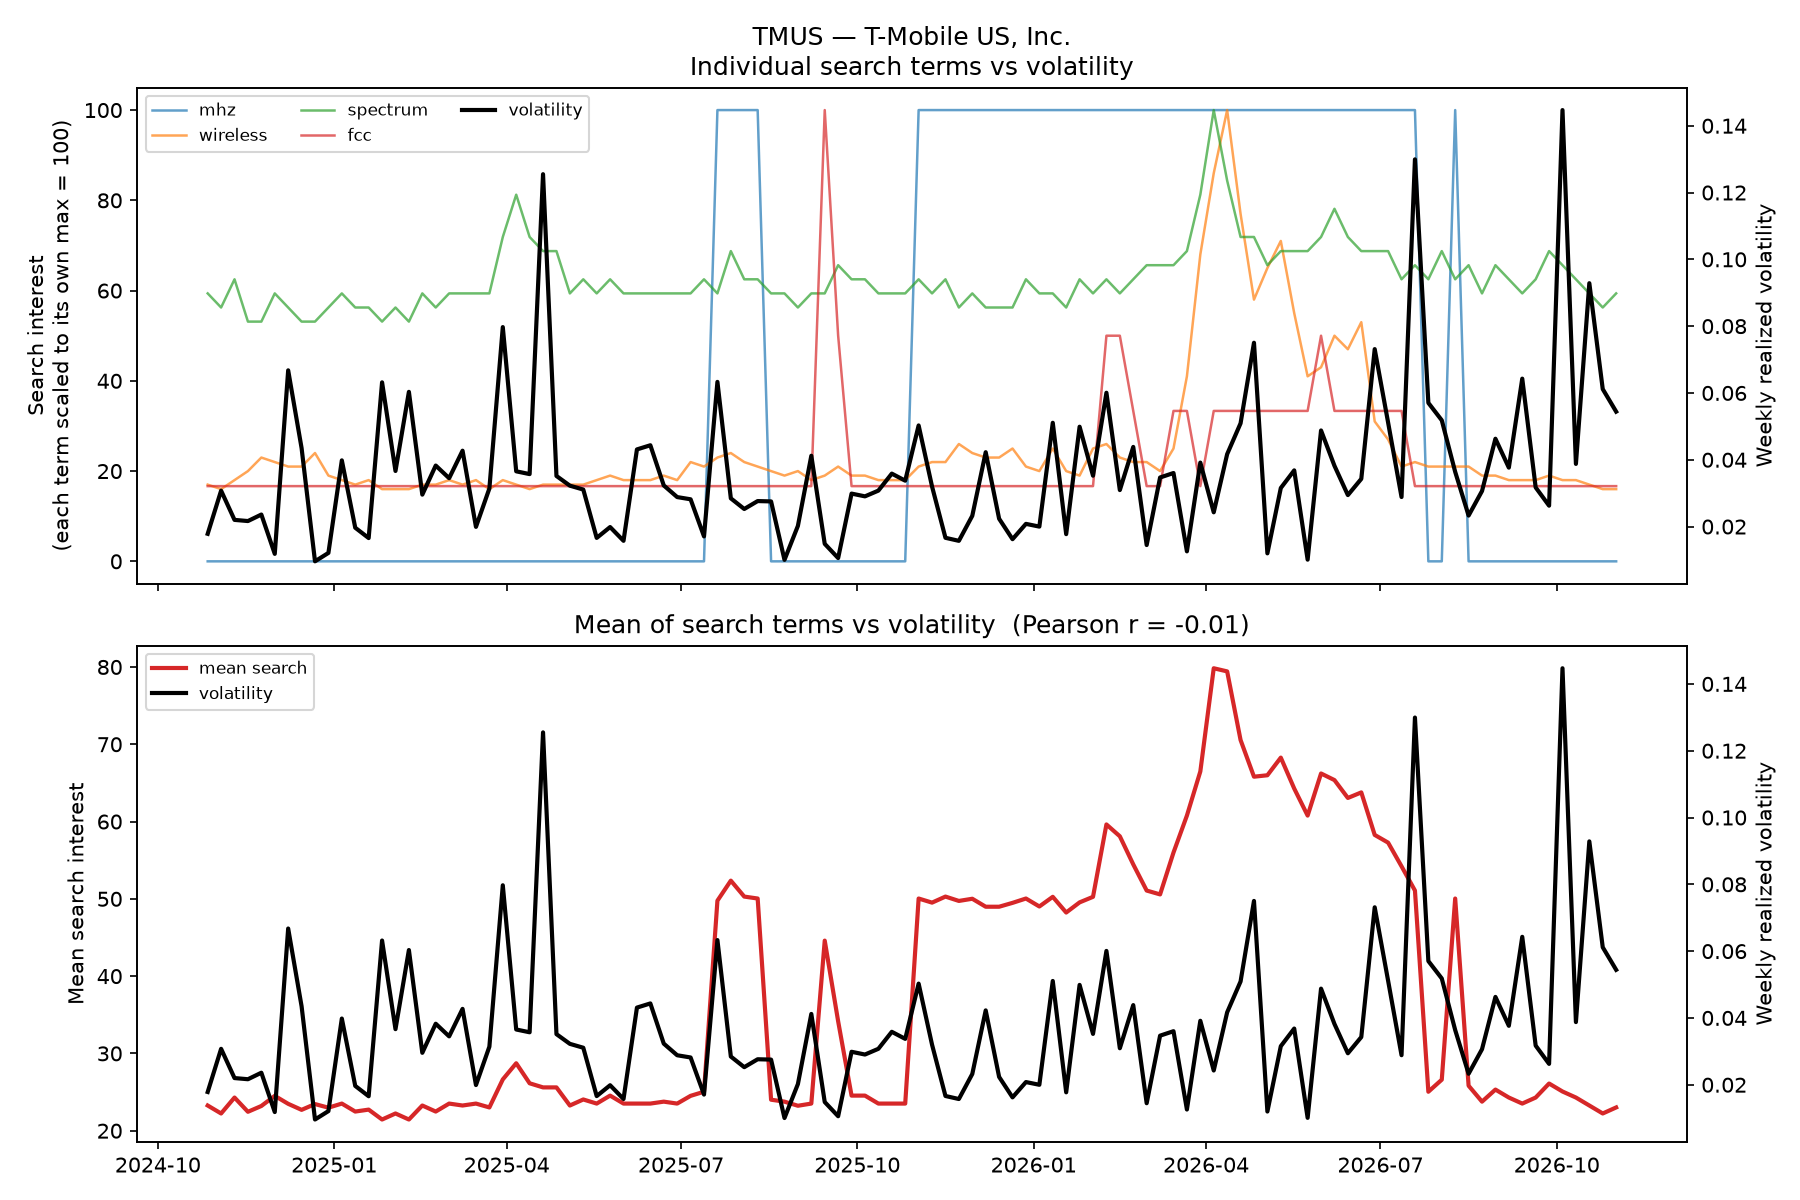 TMUS — T-Mobile US, Inc.
Individual search terms vs volatility
mhz
wireless
spectrum
fcc
volatility
Search interest
(each term scaled to its own max = 100)
100
80
60
40
20
0
0.14
0.12
0.10
0.08
0.06
0.04
0.02
Weekly realized volatility
Mean of search terms vs volatility (Pearson r = -0.01)
mean search
volatility
Mean search interest
80
70
60
50
40
30
20
0.14
0.12
0.10
0.08
0.06
0.04
0.02
Weekly realized volatility
2024-10
2025-01
2025-04
2025-07
2025-10
2026-01
2026-04
2026-07
2026-10